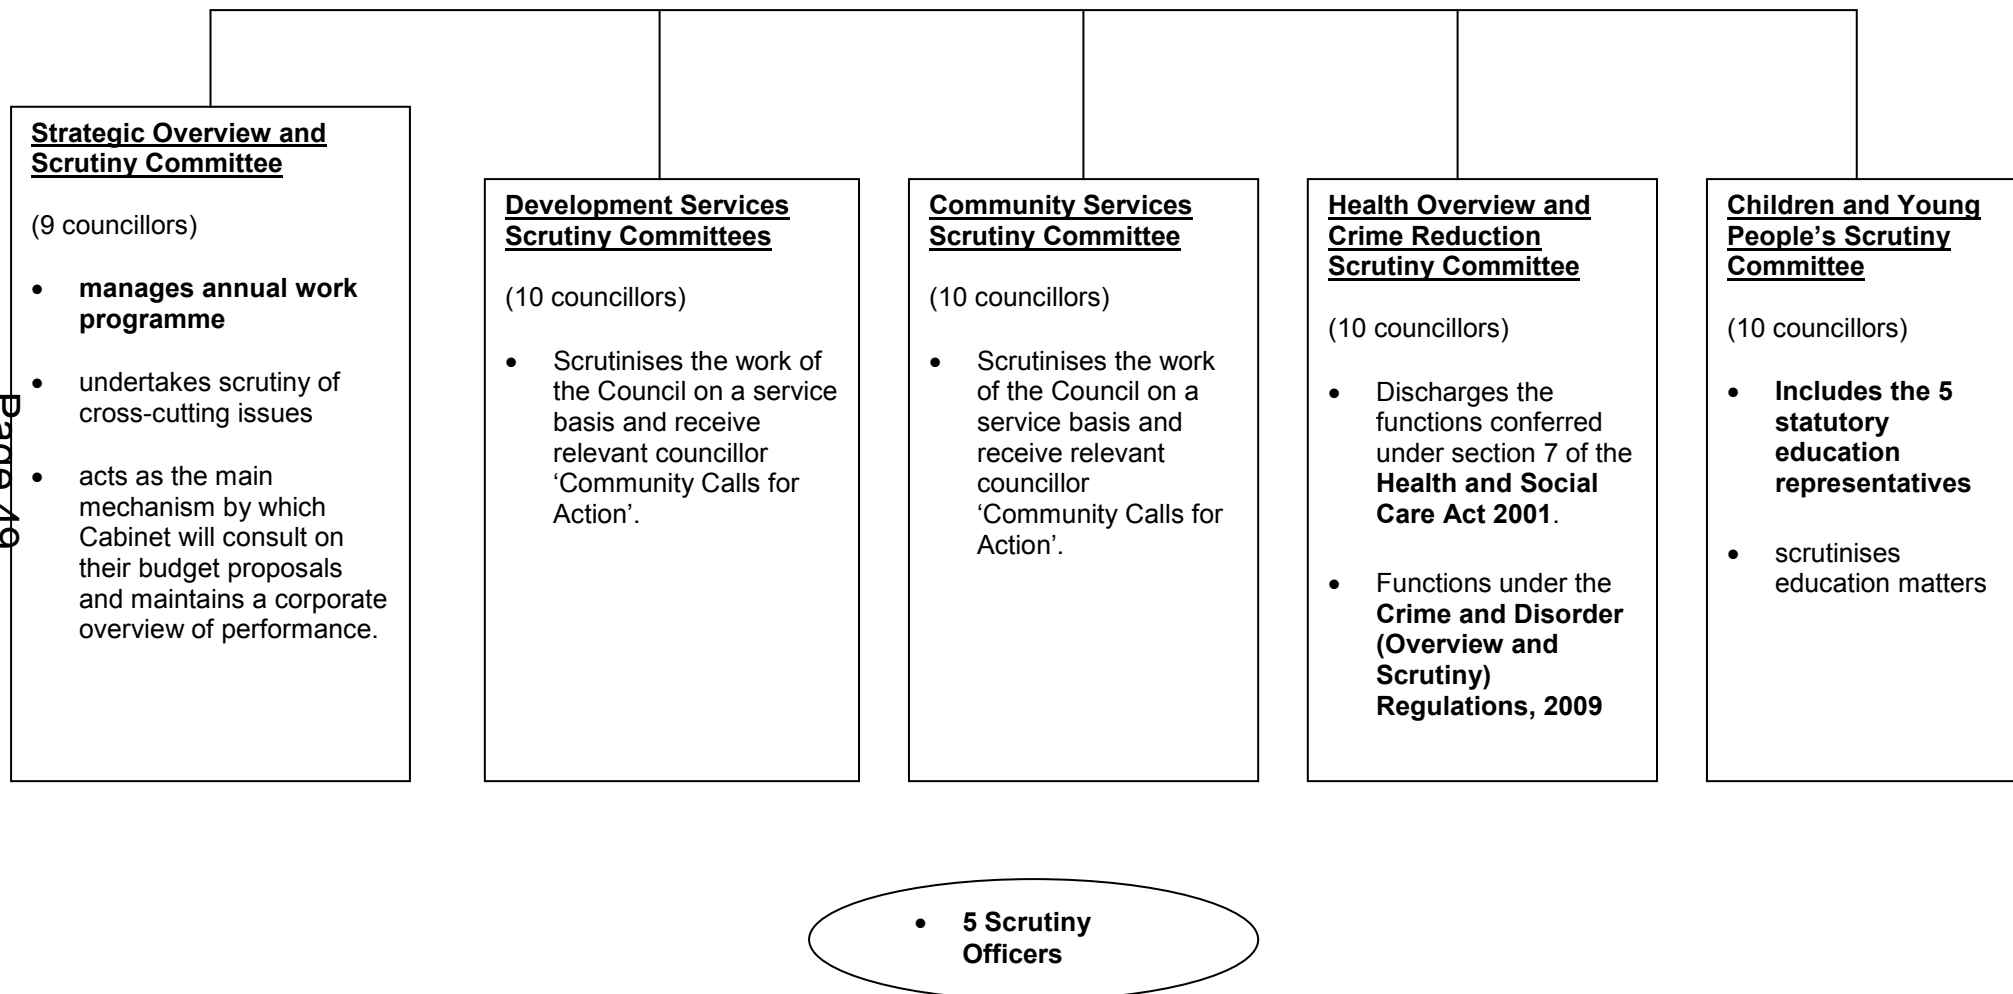 Strategic Overview and
Scrutiny Committee
(9 councillors)
• manages annual work
programme
• undertakes scrutiny of
cross-cutting issues
• acts as the main
mechanism by which
Cabinet will consult on
their budget proposals
and maintains a corporate
overview of performance.
Development Services
Scrutiny Committees
(10 councillors)
• Scrutinises the work of
the Council on a service
basis and receive
relevant councillor
‘Community Calls for
Action’.
Community Services
Scrutiny Committee
(10 councillors)
• Scrutinises the work
of the Council on a
service basis and
receive relevant
councillor
‘Community Calls for
Action’.
Health Overview and
Crime Reduction
Scrutiny Committee
(10 councillors)
• Discharges the
functions conferred
under section 7 of the
Health and Social
Care Act 2001.
• Functions under the
Crime and Disorder
(Overview and
Scrutiny)
Regulations, 2009
Children and Young
People’s Scrutiny
Committee
(10 councillors)
• Includes the 5
statutory
education
representatives
• scrutinises
education matters
• 5 Scrutiny
Officers
Page 49